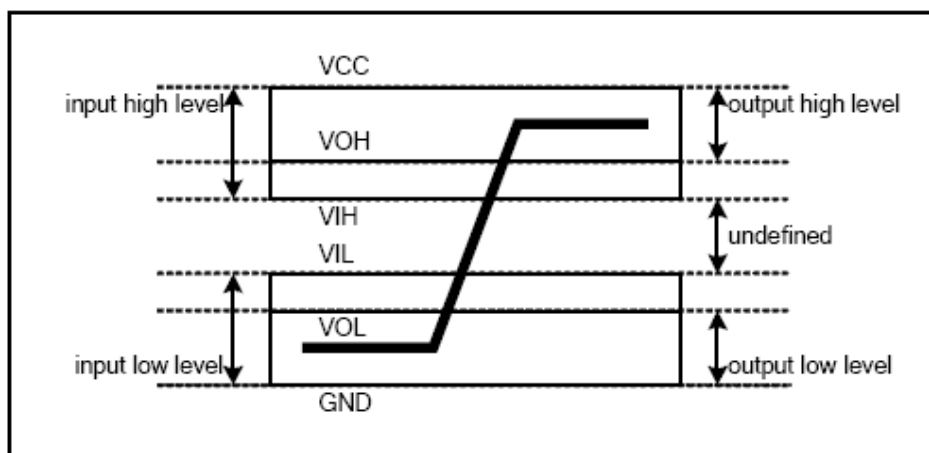 VCC
input high level
output high level
VOH
VIH
undefined
VIL
VOL
input low level
output low level
GND